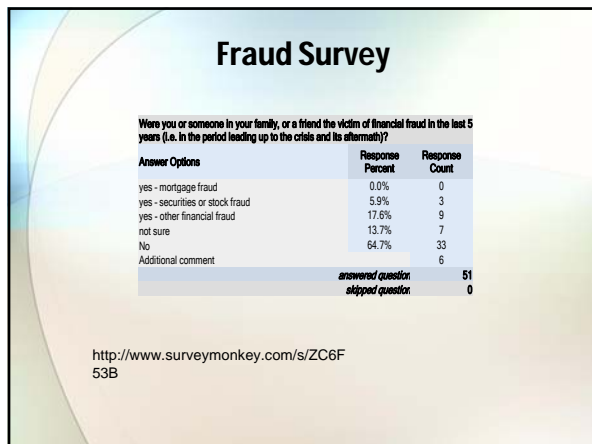 Fraud Survey
Were you or someone in your family, or a friend the victim of financial fraud in the last 5
years (i.e. in the period leading up to the crisis and its aftermath)?
Answer Options Response Percent Response Count
yes - mortgage fraud 0.0% 0
yes - securities or stock fraud 5.9% 3
yes - other financial fraud 17.6% 9
not sure 13.7% 7
No 64.7% 33
Additional comment 6
answered question 51
skipped question 0
http://www.surveymonkey.com/s/ZC6F
53B